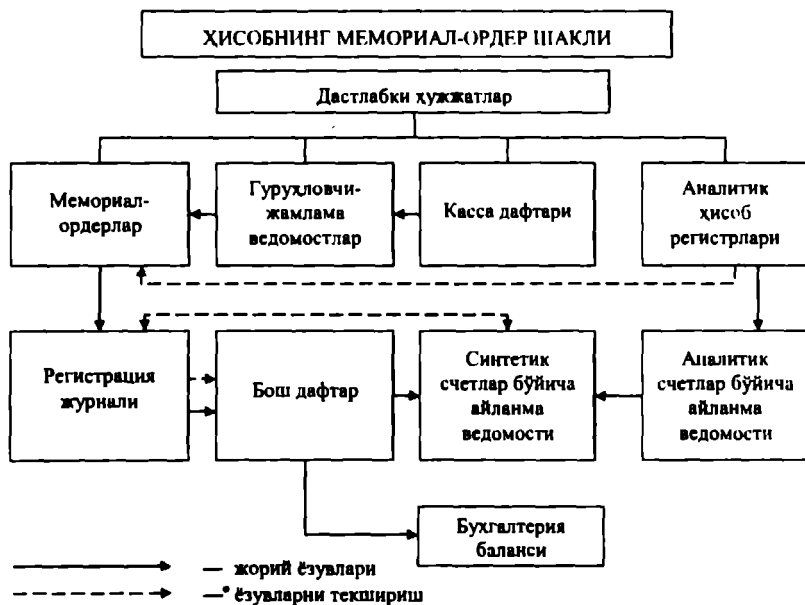 ҲИСОБНИНГ МЕМОРИАЛ-ОРДЕР ШАКЛИ
Дастлабки ҳужжатлар
Мемориал-
ордерлар
Гуруҳловчи-
жамлама
ведомостлар
Касса дафтари
Аналитик
ҳисоб
регистрлари
Регистрация
журнали
Бош дафтар
Синтетик
счетлар бўйича
айланма
ведомости
Аналитик
счетлар бўйича
айланма
ведомости
Бухгалтерия
баланси
— жорий ёзувлари
— ёзувларни текшириш